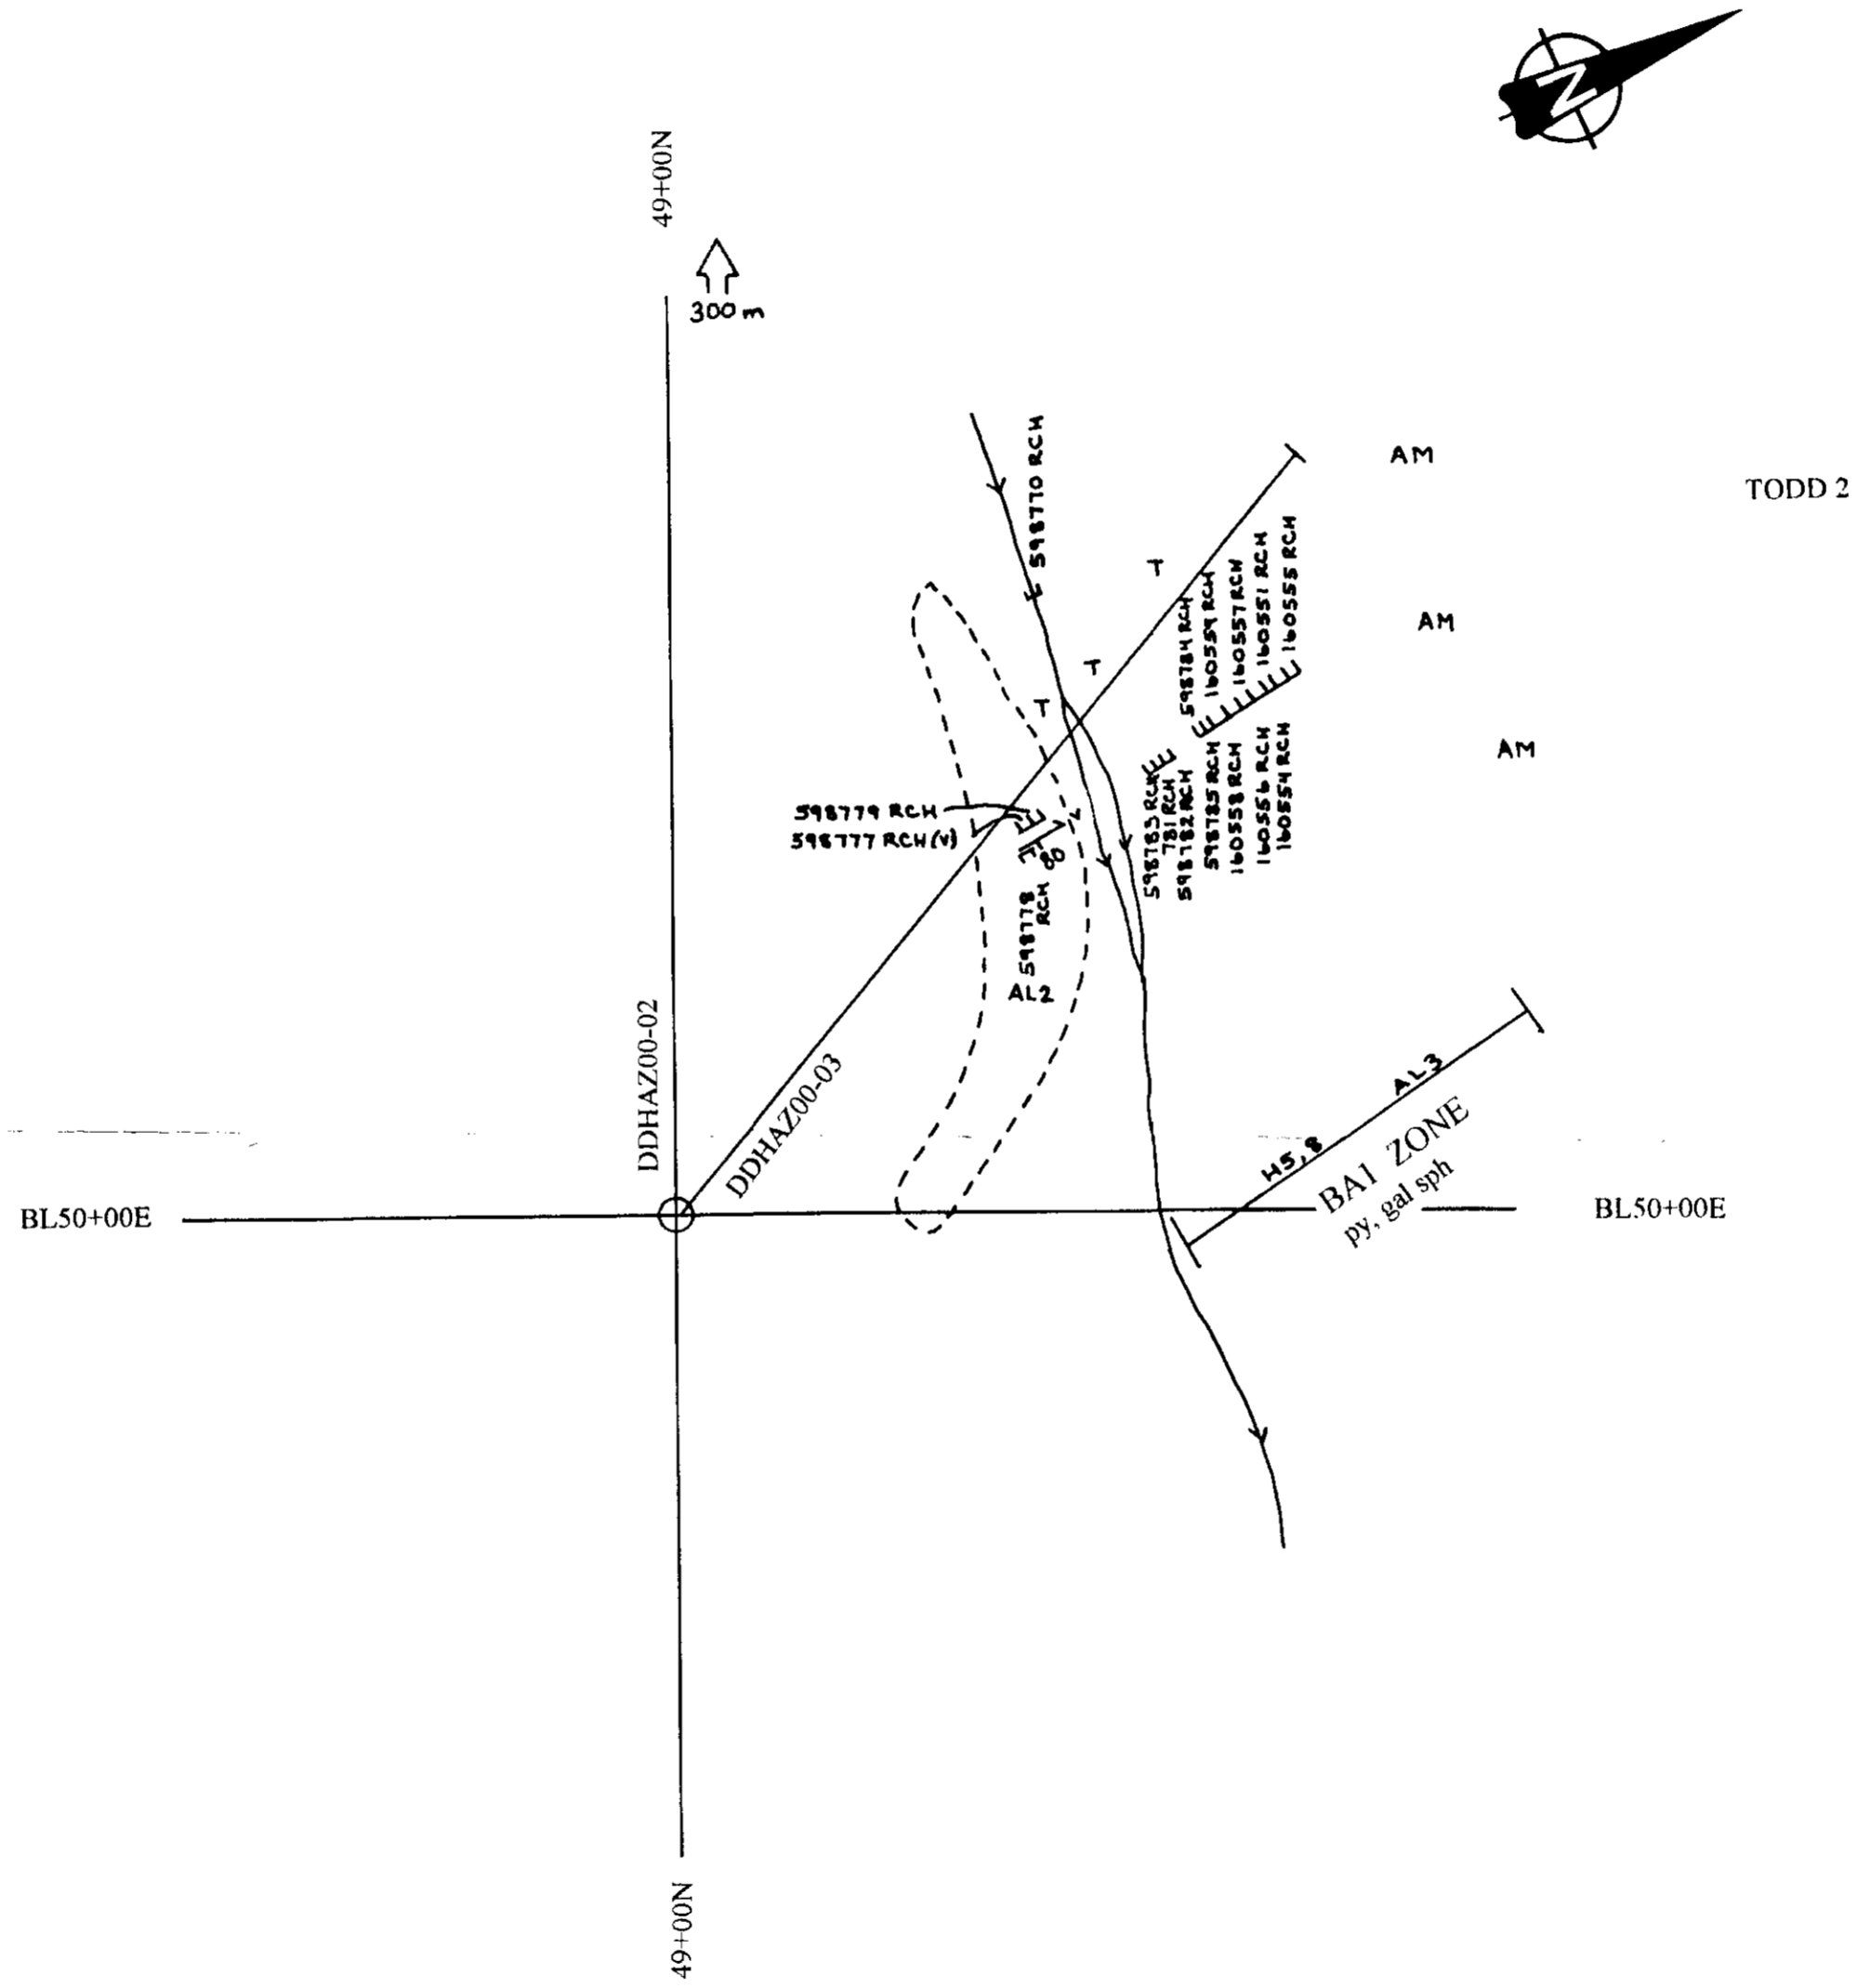 N
49+00N
300 m
598770 RCH
AM
TODD 2
T
598784 RCH
160559 RCH
160557 RCH
160551 RCH
160555 RCH
AM
T
T
AM
598783 RCH
781 RCH
598782 RCH
598785 RCH
160558 RCH
160556 RCH
160554 RCH
598779 RCH
598777 RCH (V)
80
598778
RCH
AL2
DDHAZ00-02
DDHAZ00-03
AL3
H5,8
BA1 ZONE
py, gal sph
BL50+00E
BL50+00E
49+00N